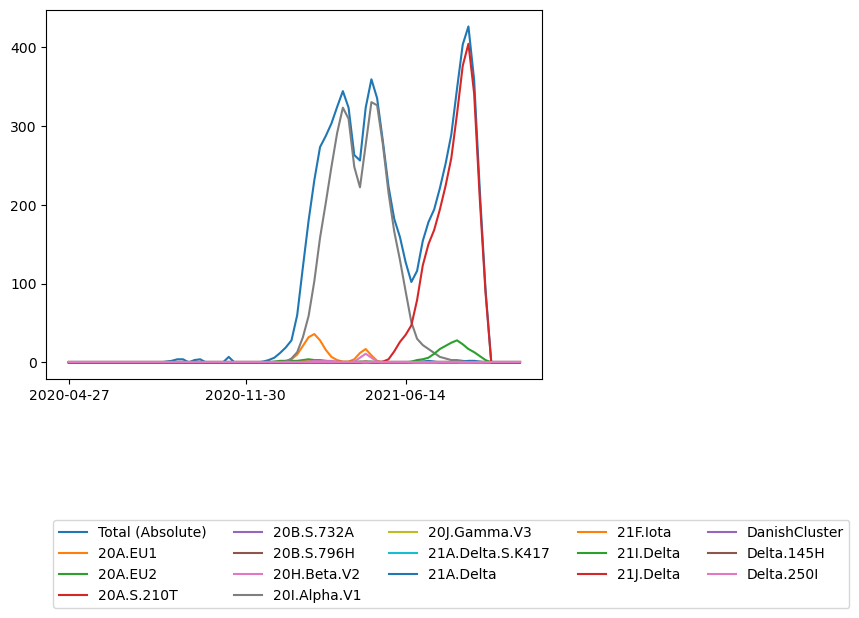 400
300
200
100
0
2020-04-27 2020-11-30 2021-06-14
Total (Absolute) 20B.S.732A 20J.Gamma.V3 21F.Iota DanishCluster
20A.EU1 20B.S.796H 21A.Delta.S.K417 21I.Delta Delta.145H
20A.EU2 20H.Beta.V2 21A.Delta 21J.Delta Delta.250I
20A.S.210T 20I.Alpha.V1